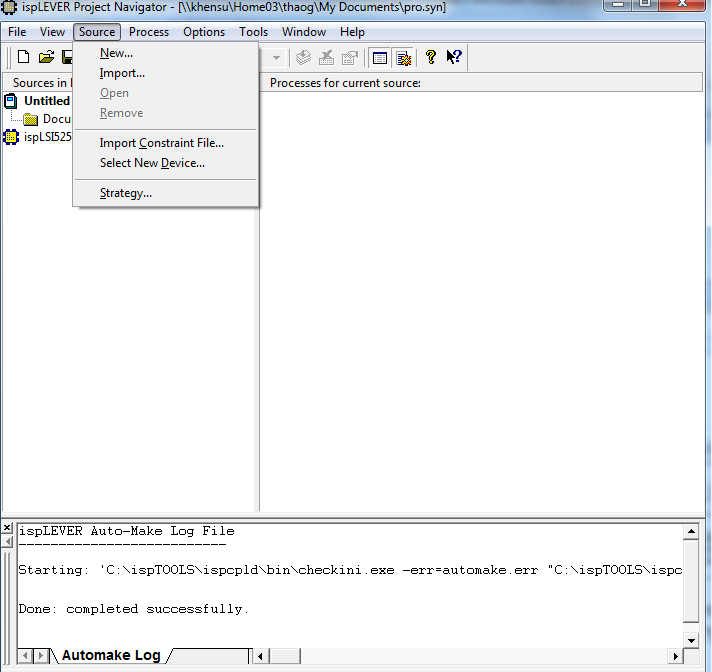 ispLEVER Project Navigator - [\\khensu\Home03\thaog\My Documents\pro.syn]
File View Source Process Options Tools Window Help
New...
Import...
Open
Remove
Import Constraint File...
Select New Device...
Strategy...
Sources in
Processes for current source:
Untitled
Docu
ispLSI525
ispLEVER Auto-Make Log File
---------------------------
Starting: 'C:\ispTOOLS\ispcpld\bin\checkini.exe -err=automake.err "C:\ispTOOLS\ispc
Done: completed successfully.
Automake Log